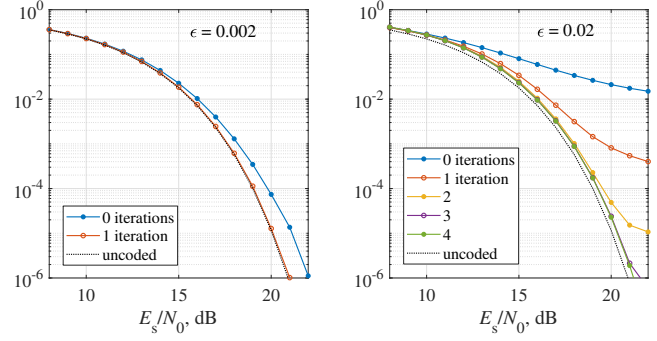 10^0
10^-2
10^-4
10^-6
ϵ = 0.002
0 iterations
1 iteration
uncoded
10
15
20
E_s/N_0, dB
10^0
10^-2
10^-4
10^-6
ϵ = 0.02
0 iterations
1 iteration
2
3
4
uncoded
10
15
20
E_s/N_0, dB